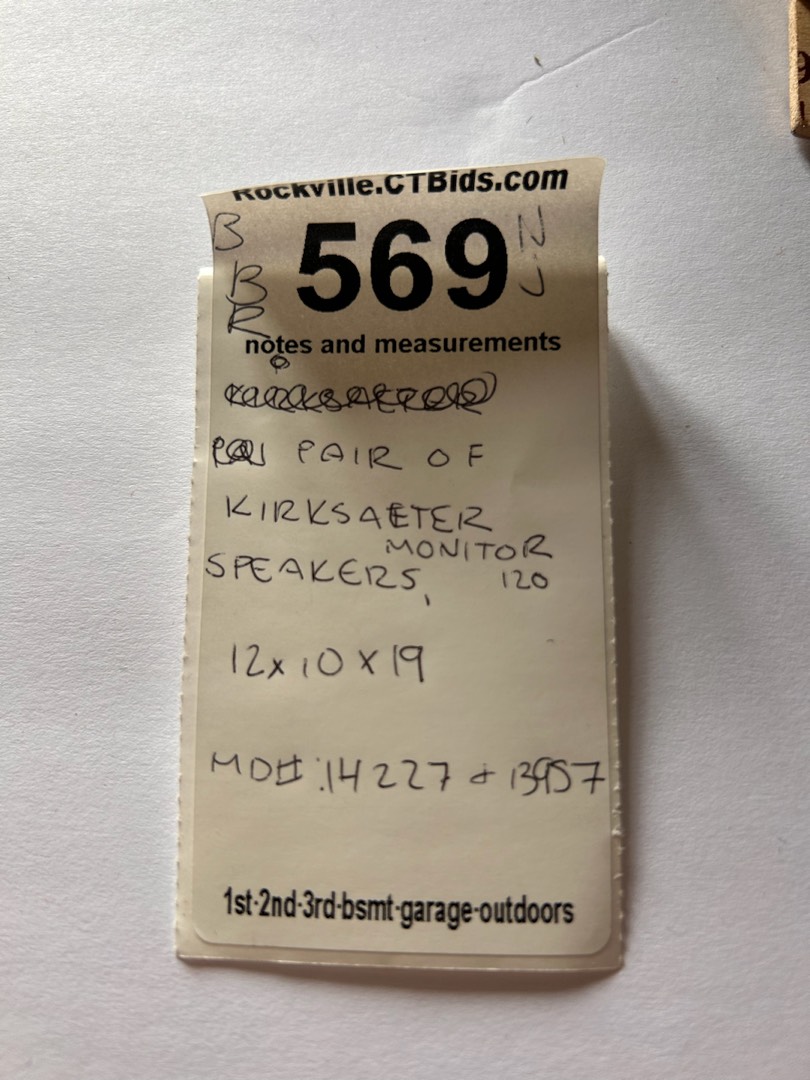 Rockville.CTBids.com
B
B
R
569
N
J
notes and measurements
PAIR OF
KIRKSAETER
MONITOR
SPEAKERS, 120
12x10x19
MD#:14227 & 13957
1st-2nd-3rd-bsmt-garage-outdoors